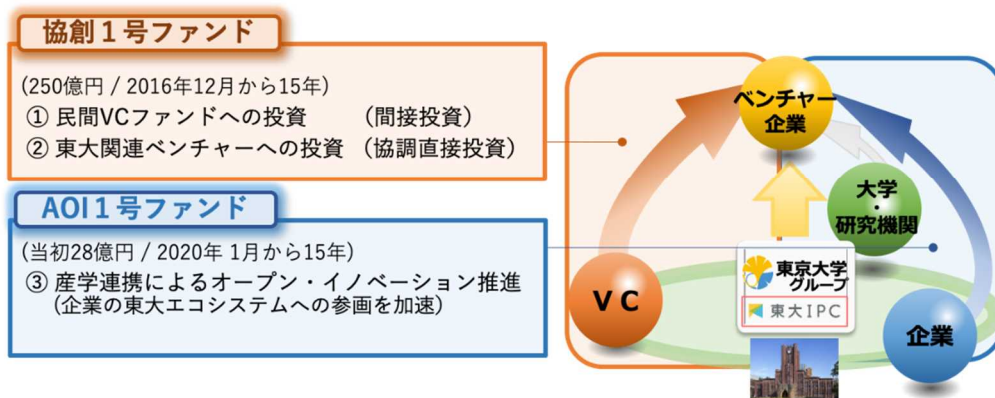 協創1号ファンド
(250億円 / 2016年12月から15年)
① 民間VCファンドへの投資 (間接投資)
② 東大関連ベンチャーへの投資 (協調直接投資)
AOI1号ファンド
(当初28億円 / 2020年 1月から15年)
③ 産学連携によるオープン・イノベーション推進
(企業の東大エコシステムへの参画を加速)
ベンチャー
企業
大学
・
研究機関
東京大学
グループ
東大IPC
VC
企業